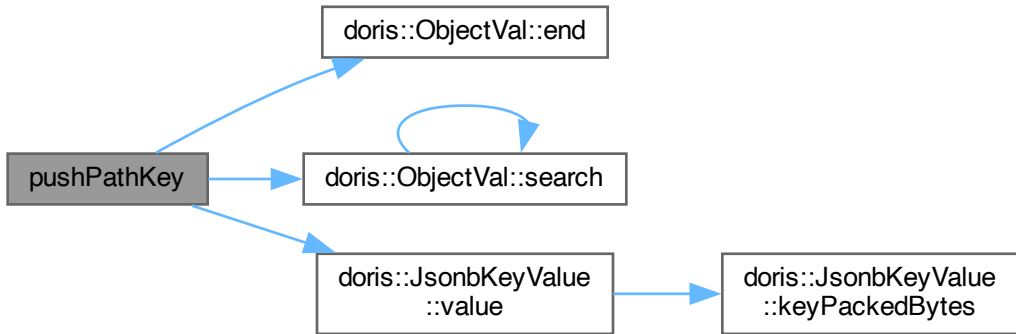 doris::ObjectVal::end
pushPathKey
doris::ObjectVal::search
doris::JsonbKeyValue
::value
doris::JsonbKeyValue
::keyPackedBytes